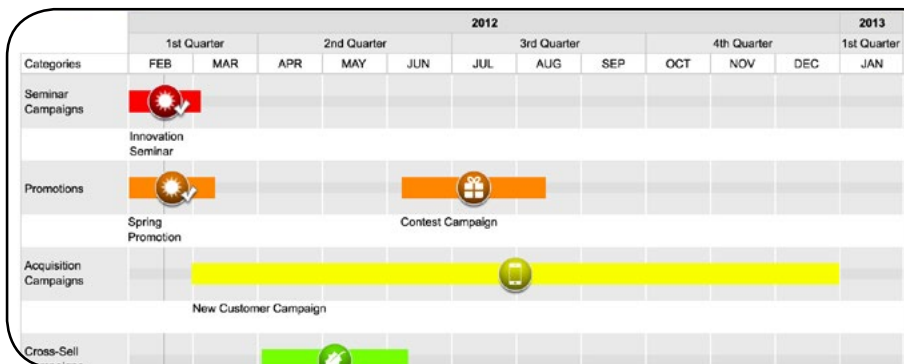 2012 2013
1st Quarter 2nd Quarter 3rd Quarter 4th Quarter 1st Quarter
Categories FEB MAR APR MAY JUN JUL AUG SEP OCT NOV DEC JAN
Seminar
Campaigns
Innovation
Seminar
Promotions
Spring
Promotion
Contest Campaign
Acquisition
Campaigns
New Customer Campaign
Cross-Sell